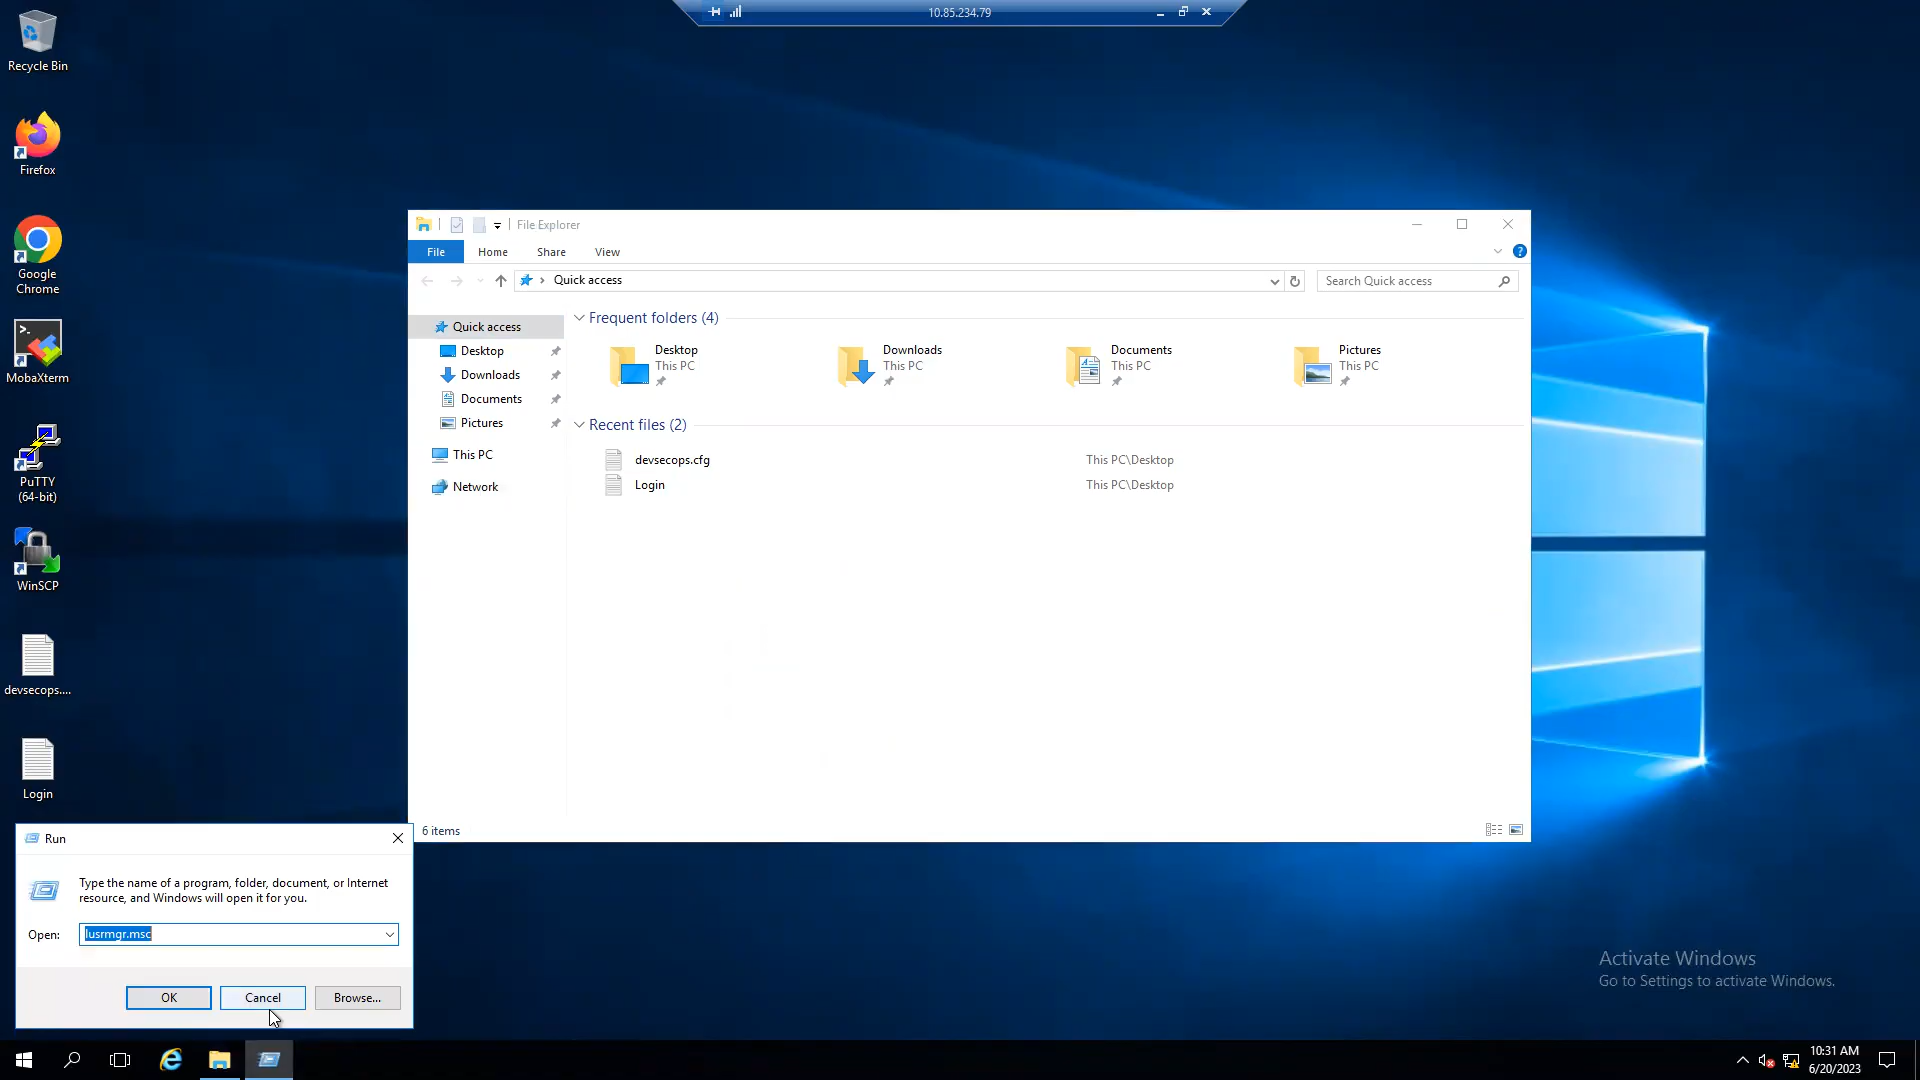 10.85.234.79
Recycle Bin
Firefox
Google
Chrome
MobaXterm
PuTTY
(64-bit)
WinSCP
devsecops....
Login
File Explorer
File
Home
Share
View
Quick access
Search Quick access
Quick access
Desktop
Downloads
Documents
Pictures
This PC
Network
Frequent folders (4)
Desktop
This PC
Downloads
This PC
Documents
This PC
Pictures
This PC
Recent files (2)
devsecops.cfg
This PC\Desktop
Login
This PC\Desktop
6 items
Run
Type the name of a program, folder, document, or Internet
resource, and Windows will open it for you.
Open:
lusrmgr.msc
OK
Cancel
Browse...
Activate Windows
Go to Settings to activate Windows.
10:31 AM
6/20/2023